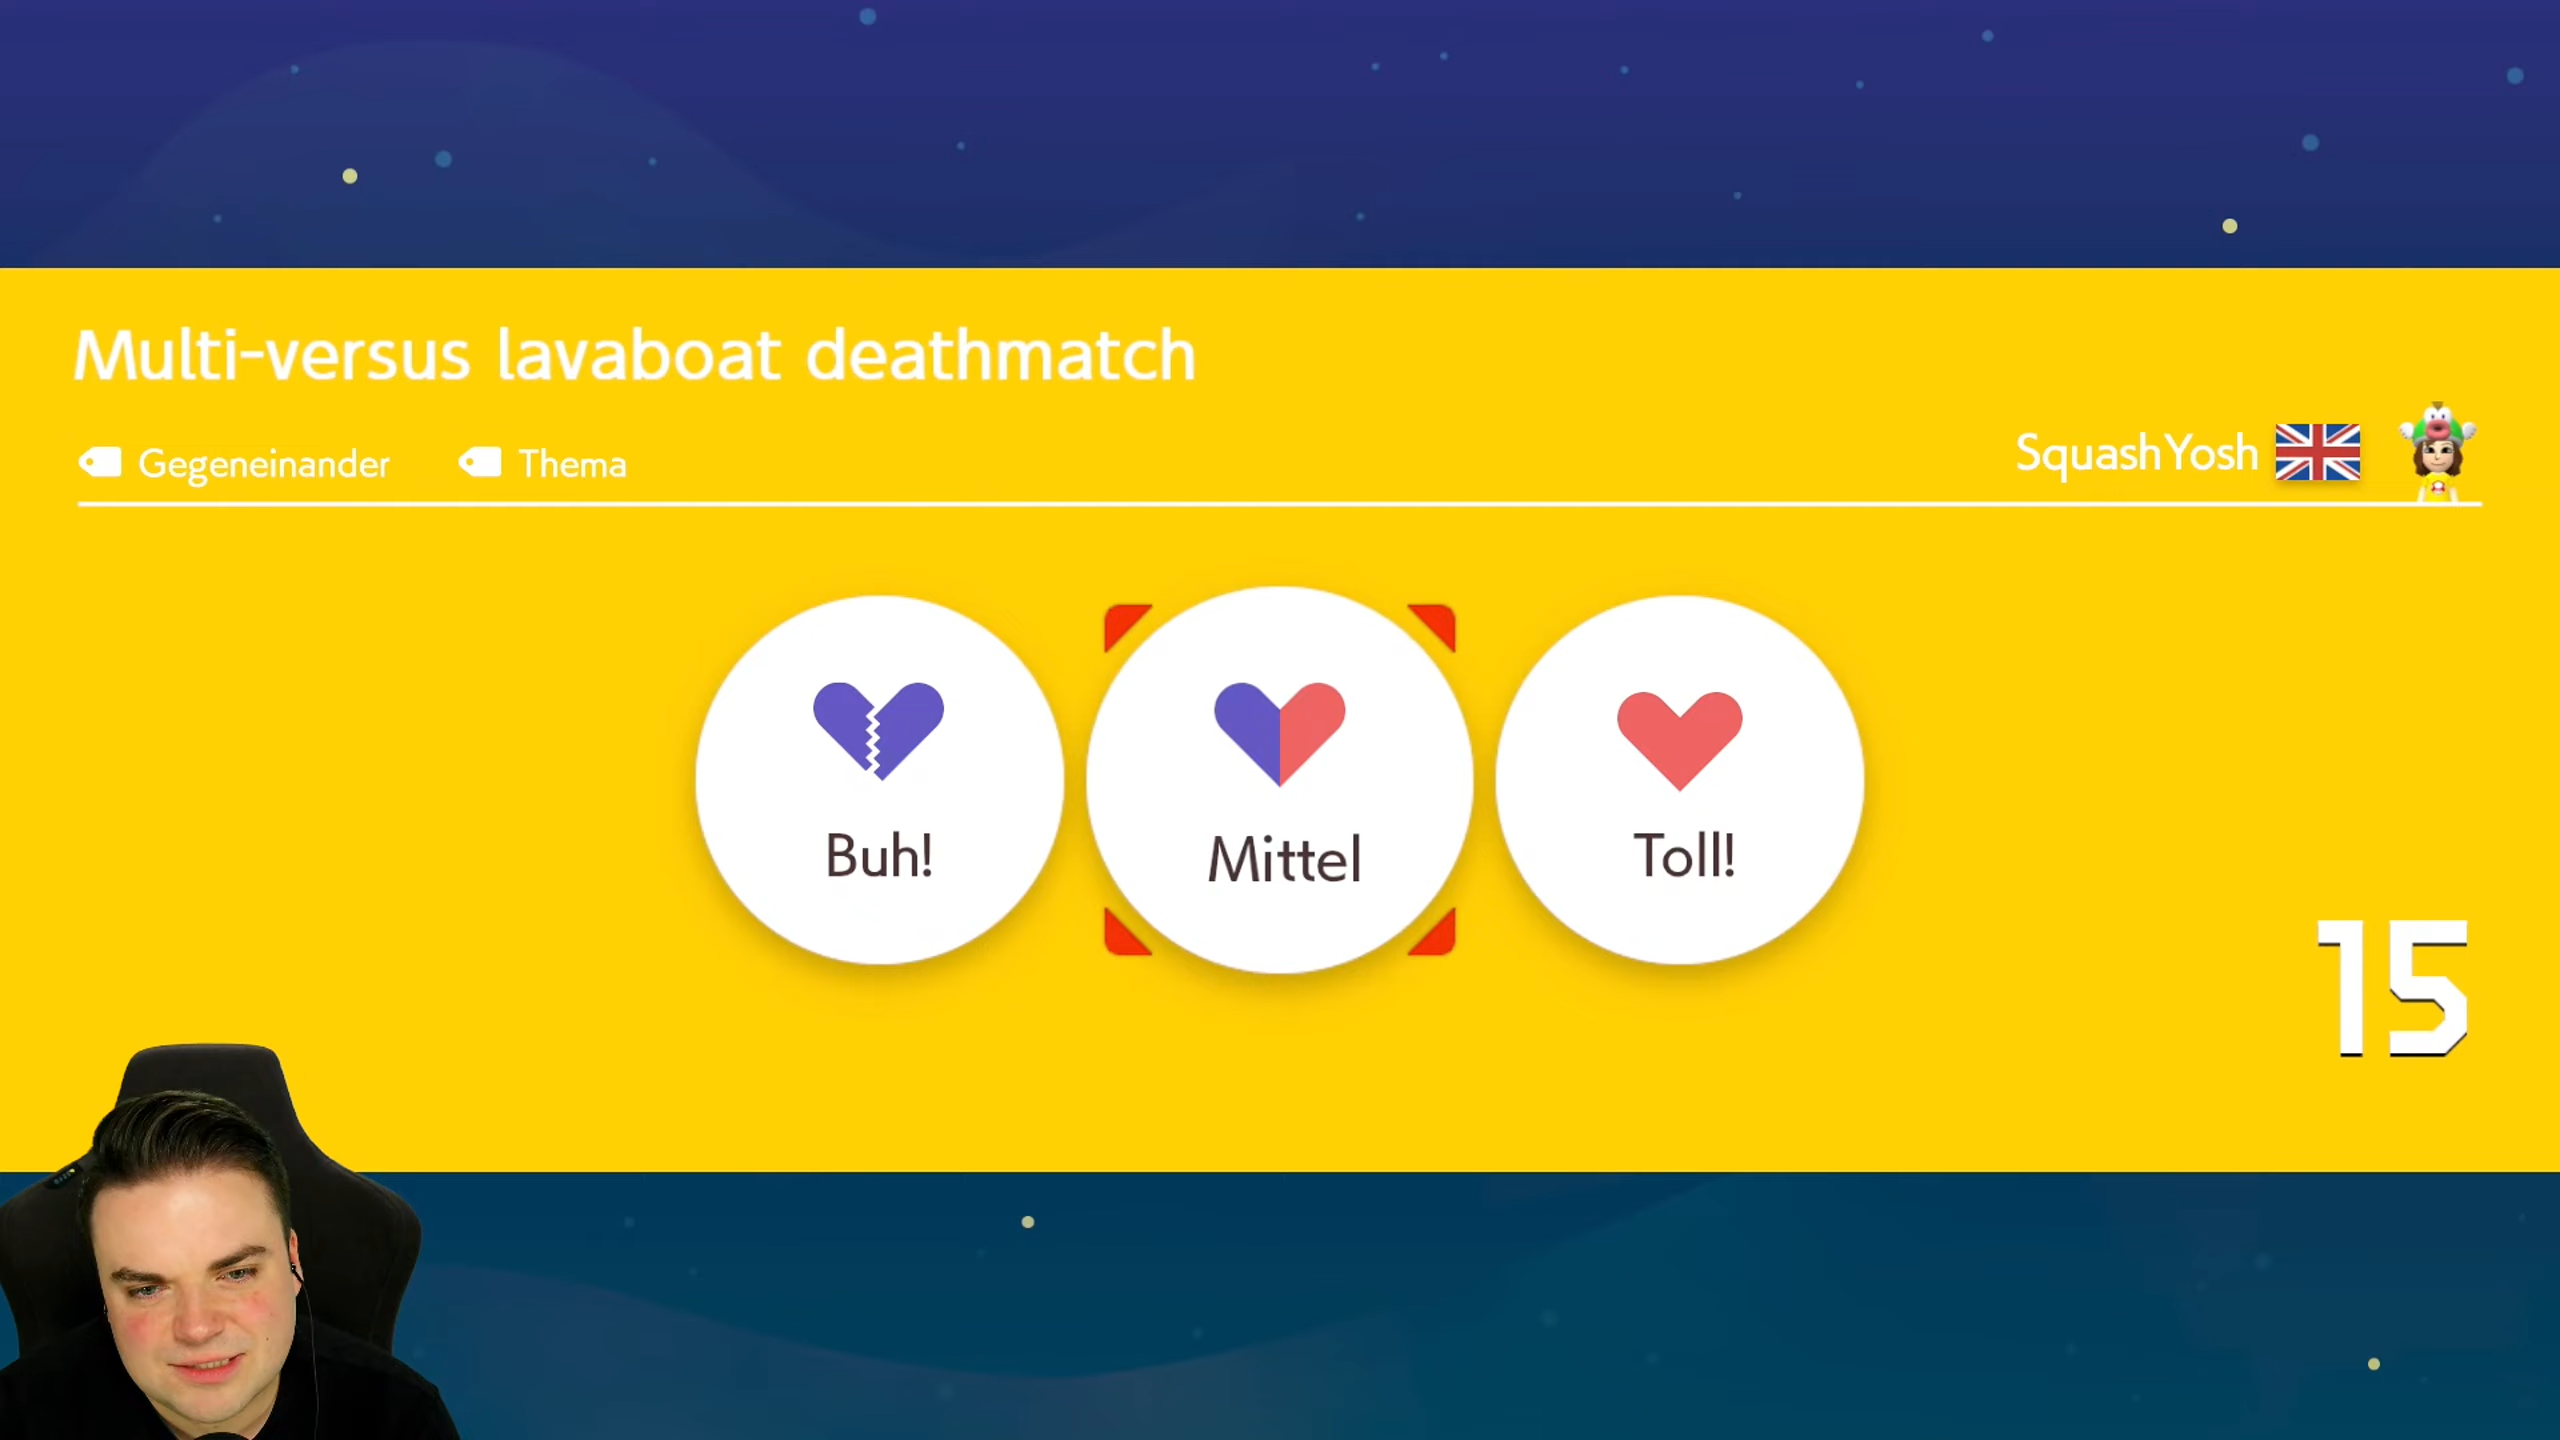 Multi-versus lavaboat deathmatch
Gegeneinander Thema
SquashYosh
Buh! Mittel Toll!
15